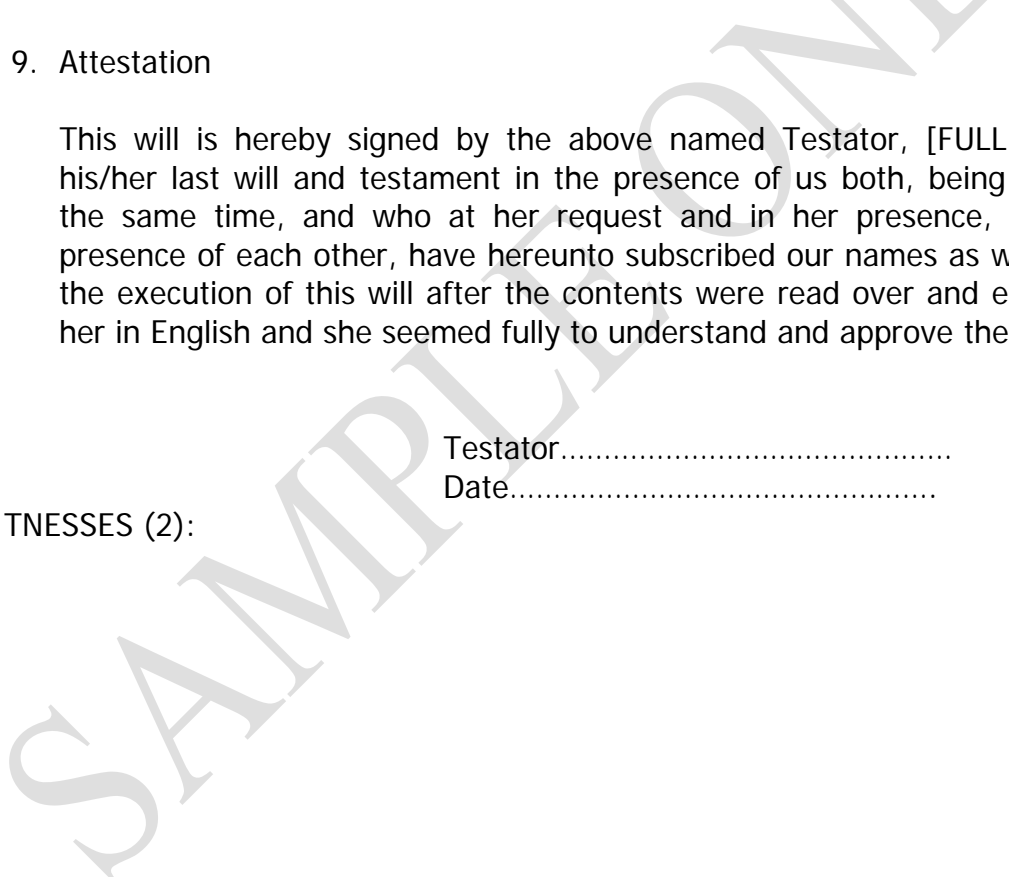 9. Attestation
This will is hereby signed by the above named Testator, [FULL
his/her last will and testament in the presence of us both, being
the same time, and who at her request and in her presence,
presence of each other, have hereunto subscribed our names as w
the execution of this will after the contents were read over and e
her in English and she seemed fully to understand and approve the
Testator.............................................
Date.................................................
TNESSES (2):
SAMPLE ON